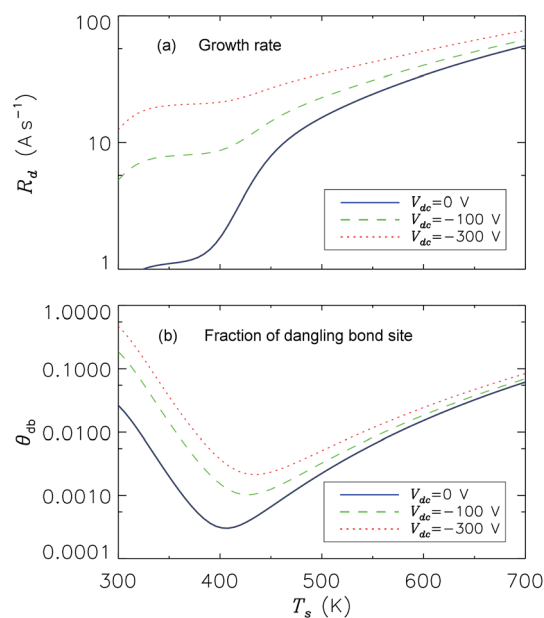 (a) Growth rate
100
10
1
R_d (A s⁻¹)
V_dc=0 V
V_dc=−100 V
V_dc=−300 V
(b) Fraction of dangling bond site
1.0000
0.1000
0.0100
0.0010
0.0001
θ_db
V_dc=0 V
V_dc=−100 V
V_dc=−300 V
300 400 500 600 700
T_s (K)